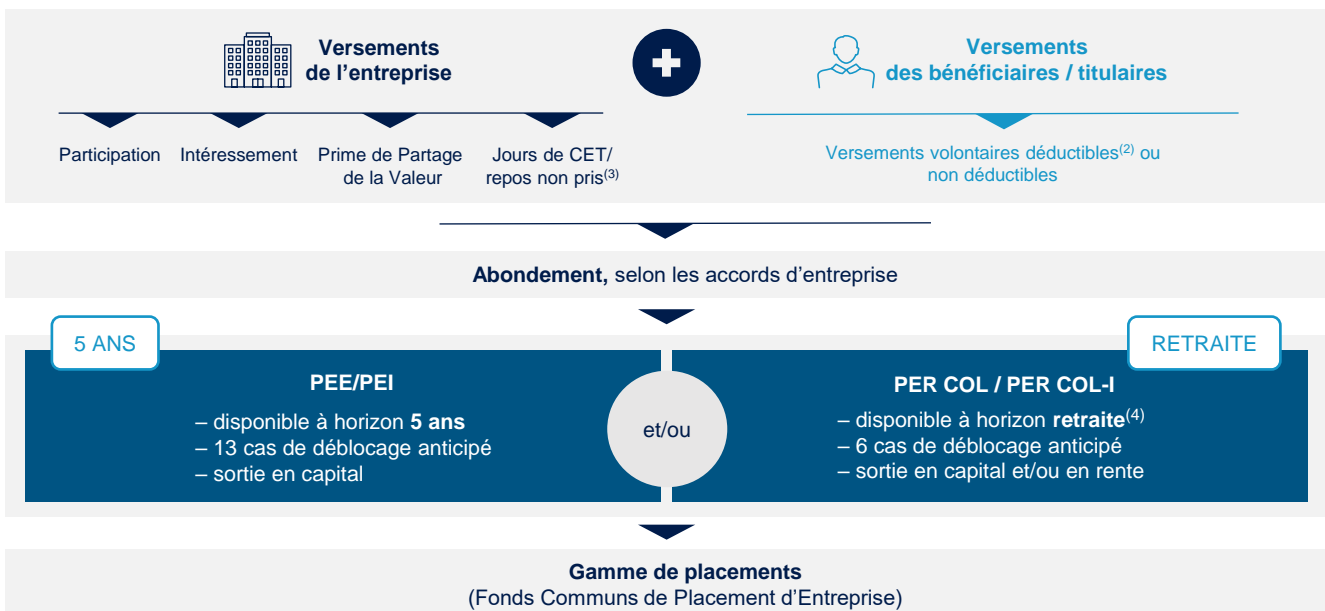 Versements
de l'entreprise
Versements
des bénéficiaires / titulaires
Participation
Intéressement
Prime de Partage
de la Valeur
Jours de CET/
repos non pris(3)
Versements volontaires déductibles(2) ou
non déductibles
Abondement, selon les accords d'entreprise
5 ANS
PEE/PEI
– disponible à horizon 5 ans
– 13 cas de déblocage anticipé
– sortie en capital
et/ou
RETRAITE
PER COL / PER COL-I
– disponible à horizon retraite(4)
– 6 cas de déblocage anticipé
– sortie en capital et/ou en rente
Gamme de placements
(Fonds Communs de Placement d'Entreprise)